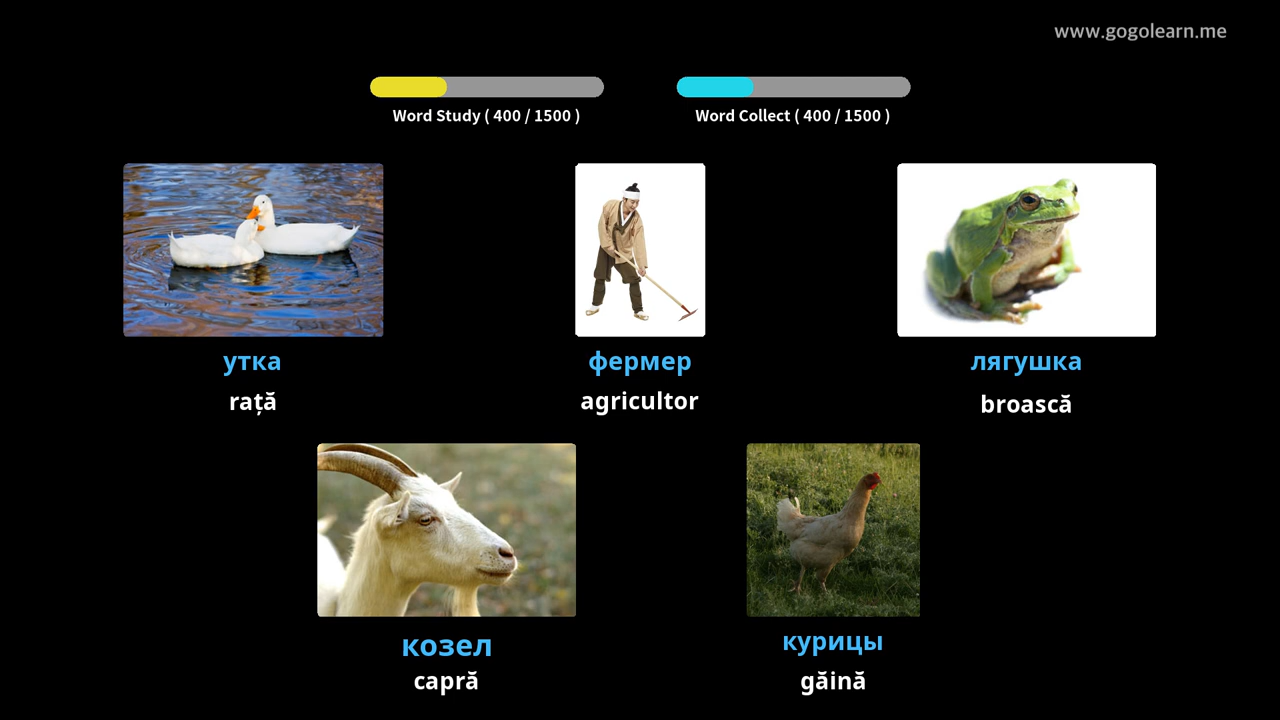 www.gogolearn.me
Word Study ( 400 / 1500 )
Word Collect ( 400 / 1500 )
утка
фермер
лягушка
rață
agricultor
broască
козел
курицы
capră
găină